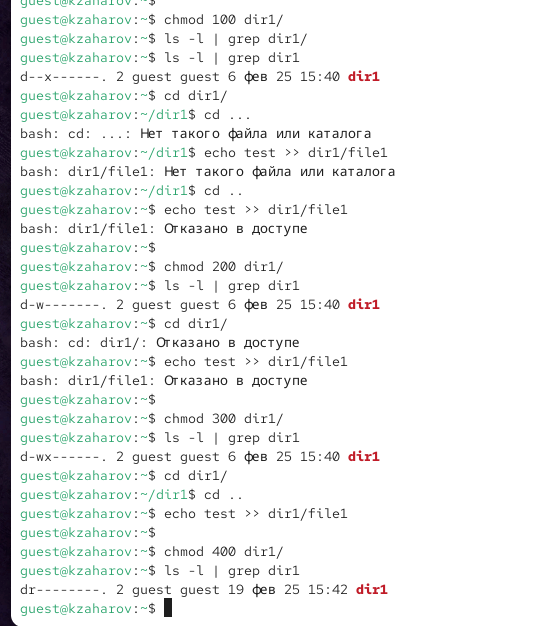 guest@kzaharov:~$
guest@kzaharov:~$ chmod 100 dir1/
guest@kzaharov:~$ ls -l | grep dir1/
guest@kzaharov:~$ ls -l | grep dir1
d--x------. 2 guest guest 6 фев 25 15:40 dir1
guest@kzaharov:~$ cd dir1/
guest@kzaharov:~/dir1$ cd ...
bash: cd: ...: Нет такого файла или каталога
guest@kzaharov:~/dir1$ echo test >> dir1/file1
bash: dir1/file1: Нет такого файла или каталога
guest@kzaharov:~/dir1$ cd ..
guest@kzaharov:~$ echo test >> dir1/file1
bash: dir1/file1: Отказано в доступе
guest@kzaharov:~$
guest@kzaharov:~$ chmod 200 dir1/
guest@kzaharov:~$ ls -l | grep dir1
d-w-------. 2 guest guest 6 фев 25 15:40 dir1
guest@kzaharov:~$ cd dir1/
bash: cd: dir1/: Отказано в доступе
guest@kzaharov:~$ echo test >> dir1/file1
bash: dir1/file1: Отказано в доступе
guest@kzaharov:~$
guest@kzaharov:~$ chmod 300 dir1/
guest@kzaharov:~$ ls -l | grep dir1
d-wx------. 2 guest guest 6 фев 25 15:40 dir1
guest@kzaharov:~$ cd dir1/
guest@kzaharov:~/dir1$ cd ..
guest@kzaharov:~$ echo test >> dir1/file1
guest@kzaharov:~$
guest@kzaharov:~$ chmod 400 dir1/
guest@kzaharov:~$ ls -l | grep dir1
dr--------. 2 guest guest 19 фев 25 15:42 dir1
guest@kzaharov:~$